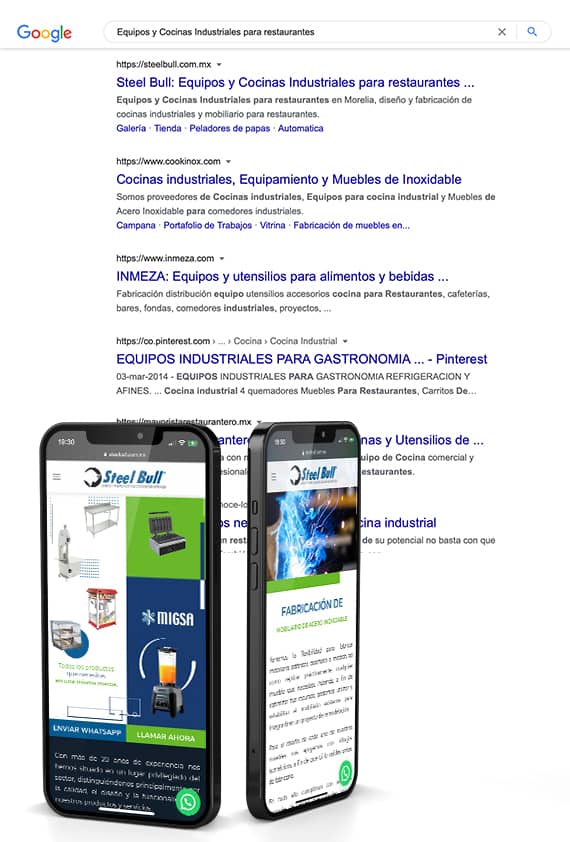 Google
Equipos y Cocinas Industriales para restaurantes
https://steelbull.com.mx
Steel Bull: Equipos y Cocinas Industriales para restaurantes ...
Equipos y Cocinas Industriales para restaurantes en Morelia, diseño y fabricación de
cocinas industriales y mobiliario para restaurantes.
Galería · Tienda · Peladores de papas · Automatica
https://www.cookinox.com
Cocinas industriales, Equipamiento y Muebles de Inoxidable
Somos proveedores de Cocinas industriales, Equipos para cocina industrial y Muebles de
Acero Inoxidable para comedores industriales.
Campana · Portafolio de Trabajos · Vitrina · Fabricación de muebles en...
https://www.inmeza.com
INMEZA: Equipos y utensilios para alimentos y bebidas ...
Fabricación distribución equipo utensilios accesorios cocina para Restaurantes, cafeterías,
bares, fondas, comedores industriales, proyectos, ...
https://co.pinterest.com › ... › Cocina › Cocina Industrial
EQUIPOS INDUSTRIALES PARA GASTRONOMIA ... - Pinterest
03-mar-2014 - EQUIPOS INDUSTRIALES PARA GASTRONOMIA REFRIGERACION Y
AFINES. ... Cocina industrial 4 quemadores Muebles Para Restaurantes, Carritos De...
https://mayoristarestaurantero.mx
nas y Utensilios de ...
uipo de Cocina comercial y
estaurantes.
cina industrial
de su potencial no basta con que
19:30
steelbull.com.mx
Steel Bull
MIGSA
Todos los productos
que necesitas,
en un mismo lugar.
ENVIAR WHATSAPP
LLAMAR AHORA
Con más de 20 años de experiencia nos
hemos situado en un lugar privilegiado del
sector, distinguiéndonos principalmente por
la calidad, el diseño y la funcionalidad
nuestros productos y servicios.
19:30
Steel Bull
FABRICACIÓN DE
MOBILIARIO DE ACERO INOXIDABLE